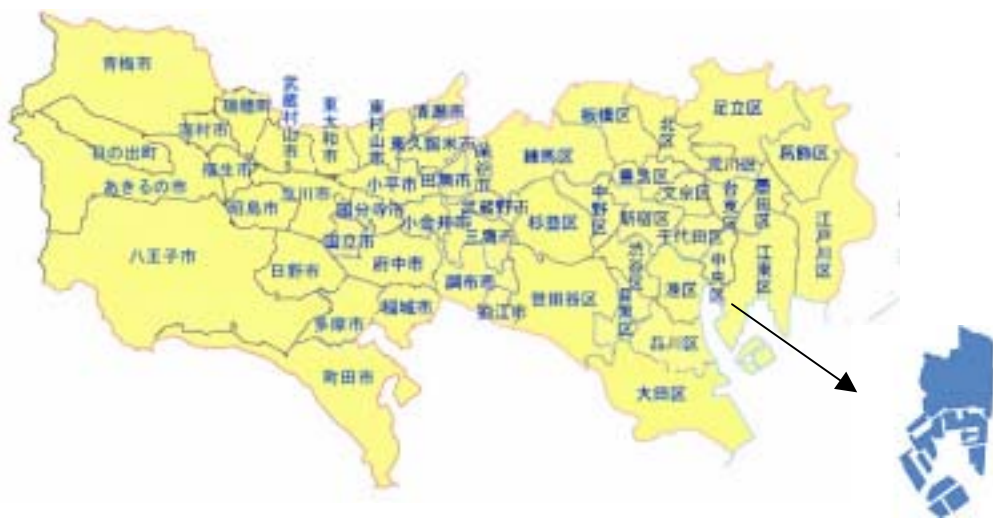 青梅市
瑞穂町
武蔵村山市
東大和市
東村山市
清瀬市
東久留米市
羽村市
日の出町
福生市
あきるの市
昭島市
立川市
小平市
田無市
保谷市
国分寺市
小金井市
武蔵野市
三鷹市
国立市
八王子市
日野市
府中市
調布市
稲城市
狛江市
多摩市
町田市
練馬区
板橋区
北区
足立区
葛飾区
荒川区
豊島区
文京区
台東区
墨田区
中野区
杉並区
新宿区
千代田区
渋谷区
中央区
江東区
江戸川区
港区
世田谷区
目黒区
品川区
大田区